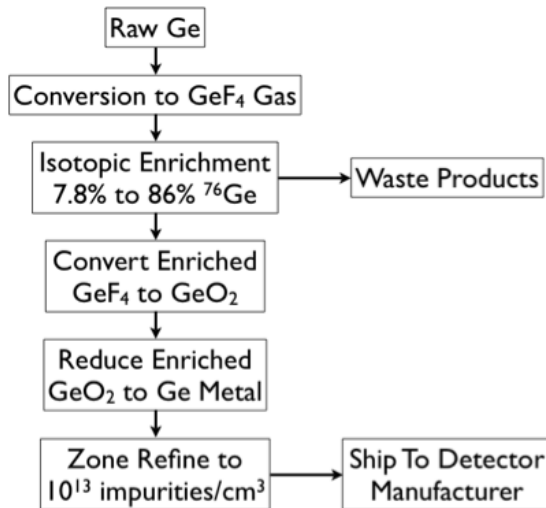 Raw Ge
Conversion to GeF₄ Gas
Isotopic Enrichment
7.8% to 86% ⁷⁶Ge
Waste Products
Convert Enriched
GeF₄ to GeO₂
Reduce Enriched
GeO₂ to Ge Metal
Zone Refine to
10¹³ impurities/cm³
Ship To Detector
Manufacturer